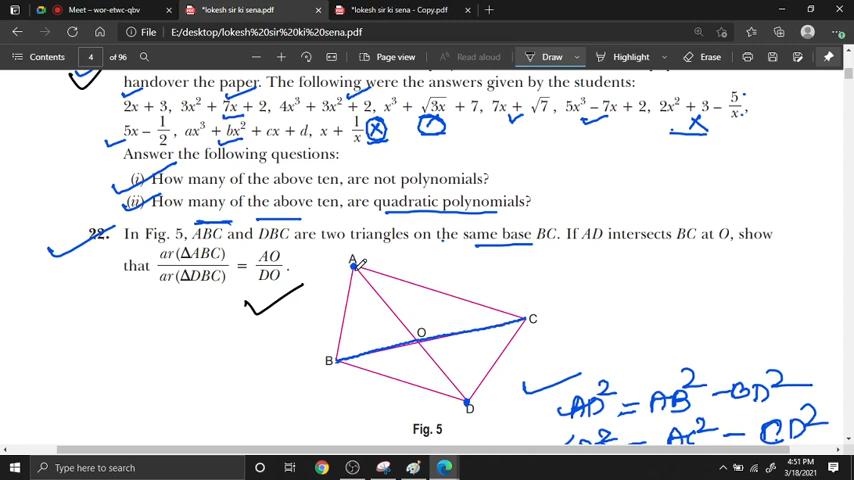 Meet – wor-etwc-qbv
*lokesh sir ki sena.pdf
*lokesh sir ki sena - Copy.pdf
File E:/desktop/lokesh%20sir%20ki%20sena.pdf
Contents 4 of 96 Page view Read aloud Draw Highlight Erase
handover the paper. The following were the answers given by the students:
2x + 3, 3x² + 7x + 2, 4x³ + 3x² + 2, x³ + √3x + 7, 7x + √7, 5x³ – 7x + 2, 2x² + 3 – 5/x,
5x – 1/2, ax³ + bx² + cx + d, x + 1/x
Answer the following questions:
(i) How many of the above ten, are not polynomials?
(ii) How many of the above ten, are quadratic polynomials?
22. In Fig. 5, ABC and DBC are two triangles on the same base BC. If AD intersects BC at O, show
that ar(ΔABC)/ar(ΔDBC) = AO/DO.
A
C
O
B
D
Fig. 5
AD² = AB² – BD²
= AC² – CD²
Type here to search
4:51 PM
3/18/2021